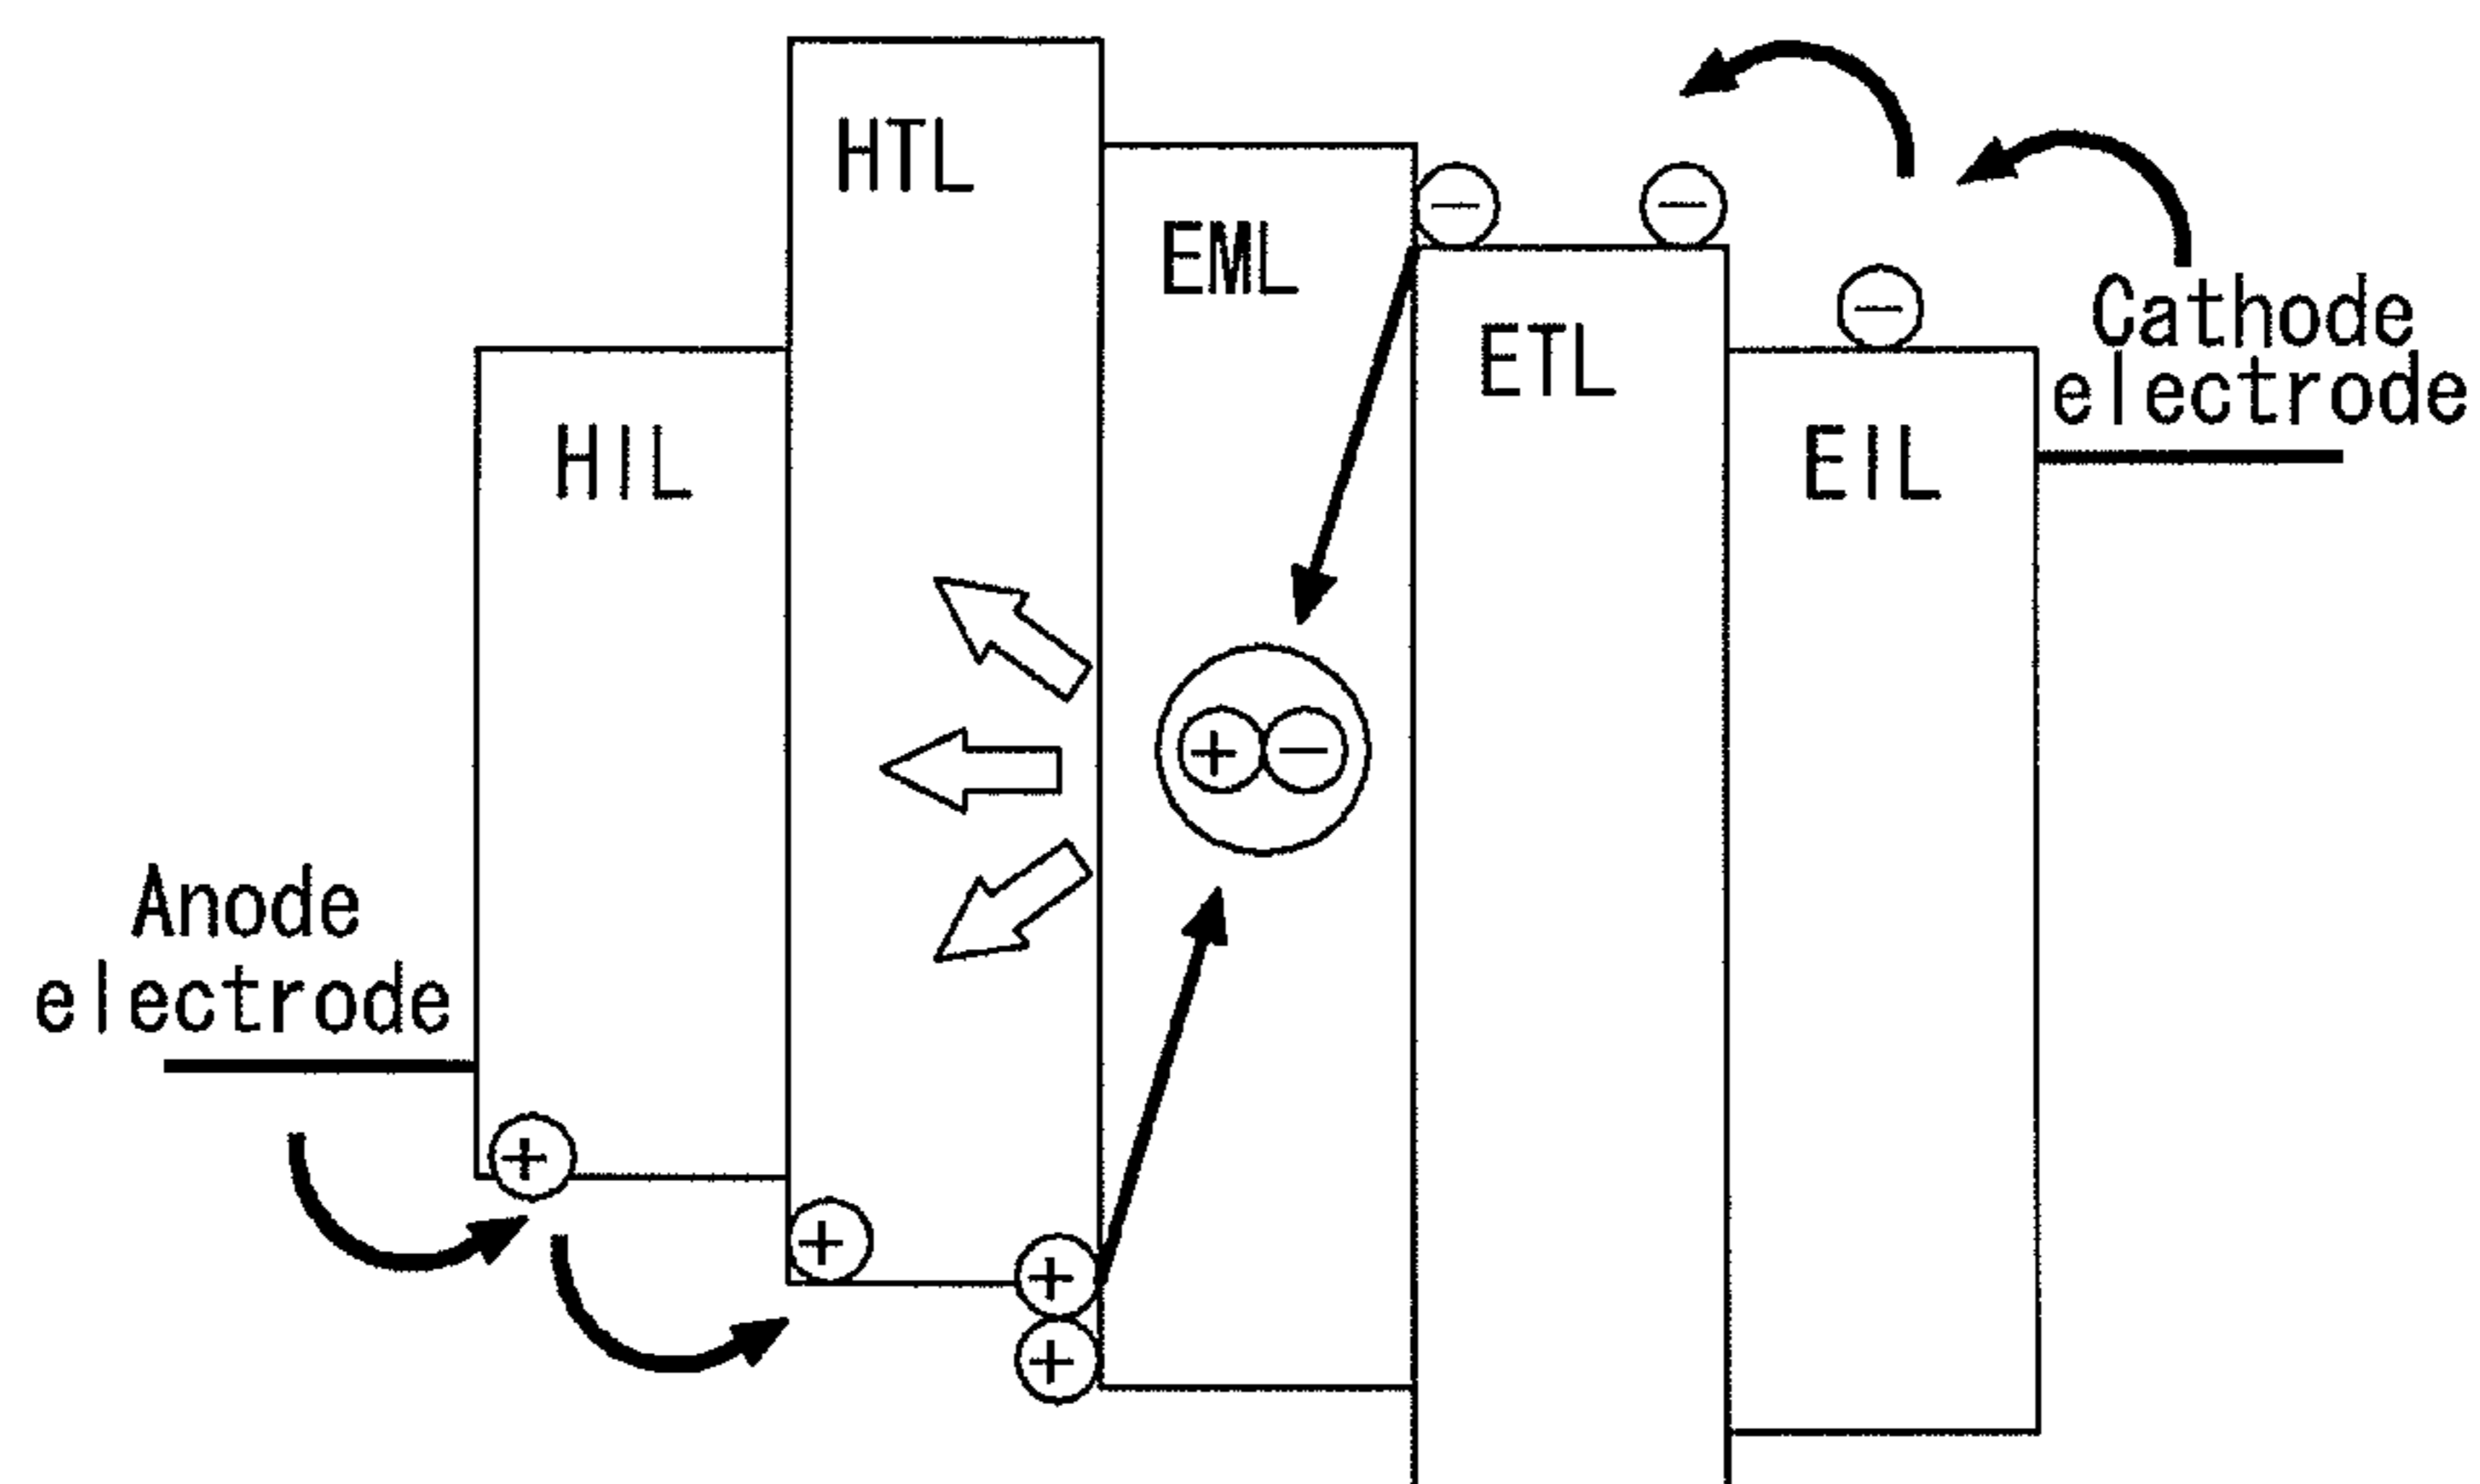 HTL
EML
ETL
Cathode
electrode
HIL
EIL
Anode
electrode